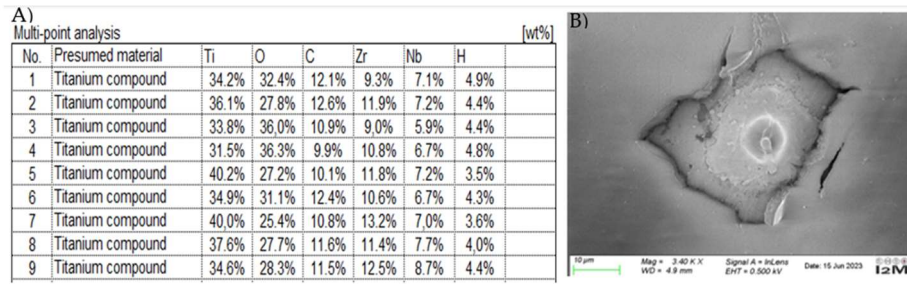 A)
Multi-point analysis [wt%]
No. Presumed material Ti O C Zr Nb H
1 Titanium compound 34.2% 32.4% 12.1% 9.3% 7.1% 4.9%
2 Titanium compound 36.1% 27.8% 12.6% 11.9% 7.2% 4.4%
3 Titanium compound 33.8% 36,0% 10.9% 9,0% 5.9% 4.4%
4 Titanium compound 31.5% 36.3% 9.9% 10.8% 6.7% 4.8%
5 Titanium compound 40.2% 27.2% 10.1% 11.8% 7.2% 3.5%
6 Titanium compound 34.9% 31.1% 12.4% 10.6% 6.7% 4.3%
7 Titanium compound 40,0% 25.4% 10.8% 13.2% 7,0% 3.6%
8 Titanium compound 37.6% 27.7% 11.6% 11.4% 7.7% 4,0%
9 Titanium compound 34.6% 28.3% 11.5% 12.5% 8.7% 4.4%
B)
10 µm Mag = 3.40 K X Signal A = InLens Date: 15 Jun 2023
WD = 4.9 mm EHT = 0.500 kV I2M